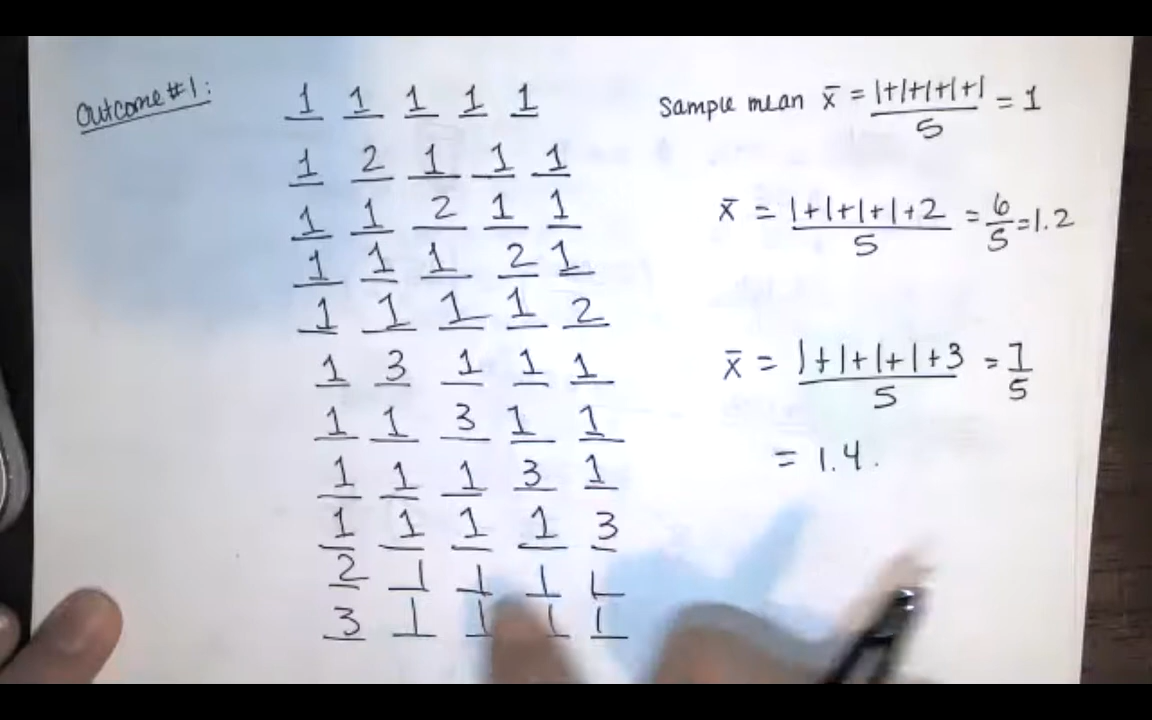 Outcome #1:
1 1 1 1 1
Sample mean x̄ = 1+1+1+1+1 / 5 = 1
1 2 1 1 1
1 1 2 1 1
x̄ = 1+1+1+1+2 / 5 = 6/5 = 1.2
1 1 1 2 1
1 1 1 1 2
1 3 1 1 1
x̄ = 1+1+1+1+3 / 5 = 7/5
1 1 3 1 1
= 1.4.
1 1 1 3 1
1 1 1 1 3
2 1 1 1 1
3 1 1 1 1